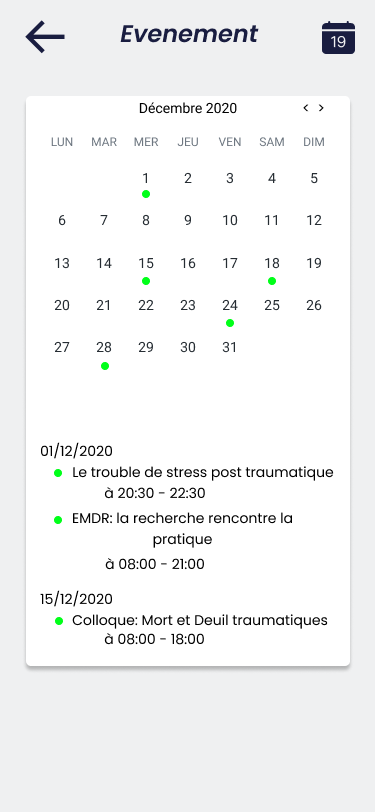 Evenement
19
Décembre 2020
< >
LUN MAR MER JEU VEN SAM DIM
1 2 3 4 5
6 7 8 9 10 11 12
13 14 15 16 17 18 19
20 21 22 23 24 25 26
27 28 29 30 31
01/12/2020
Le trouble de stress post traumatique
à 20:30 - 22:30
EMDR: la recherche rencontre la
pratique
à 08:00 - 21:00
15/12/2020
Colloque: Mort et Deuil traumatiques
à 08:00 - 18:00